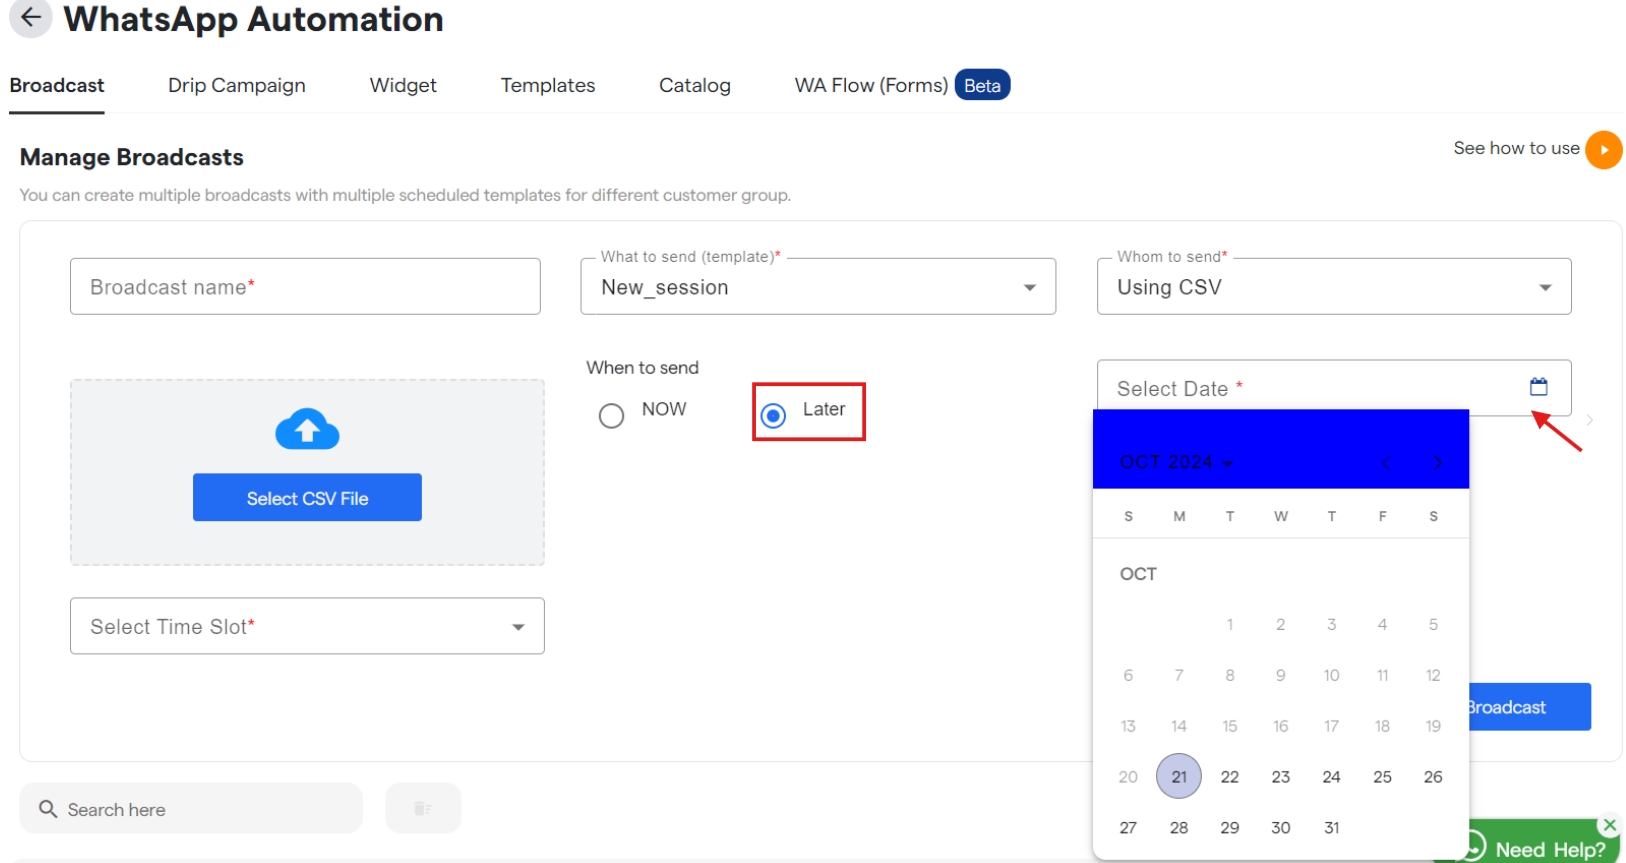 WhatsApp Automation
Broadcast Drip Campaign Widget Templates Catalog WA Flow (Forms) Beta
Manage Broadcasts
See how to use
You can create multiple broadcasts with multiple scheduled templates for different customer group.
Broadcast name*
What to send (template)*
New_session
Whom to send*
Using CSV
When to send
NOW
Later
Select Date *
Select CSV File
Select Time Slot*
OCT 2024
S M T W T F S
OCT
1 2 3 4 5
6 7 8 9 10 11 12
13 14 15 16 17 18 19
20 21 22 23 24 25 26
27 28 29 30 31
Broadcast
Search here
Need Help?